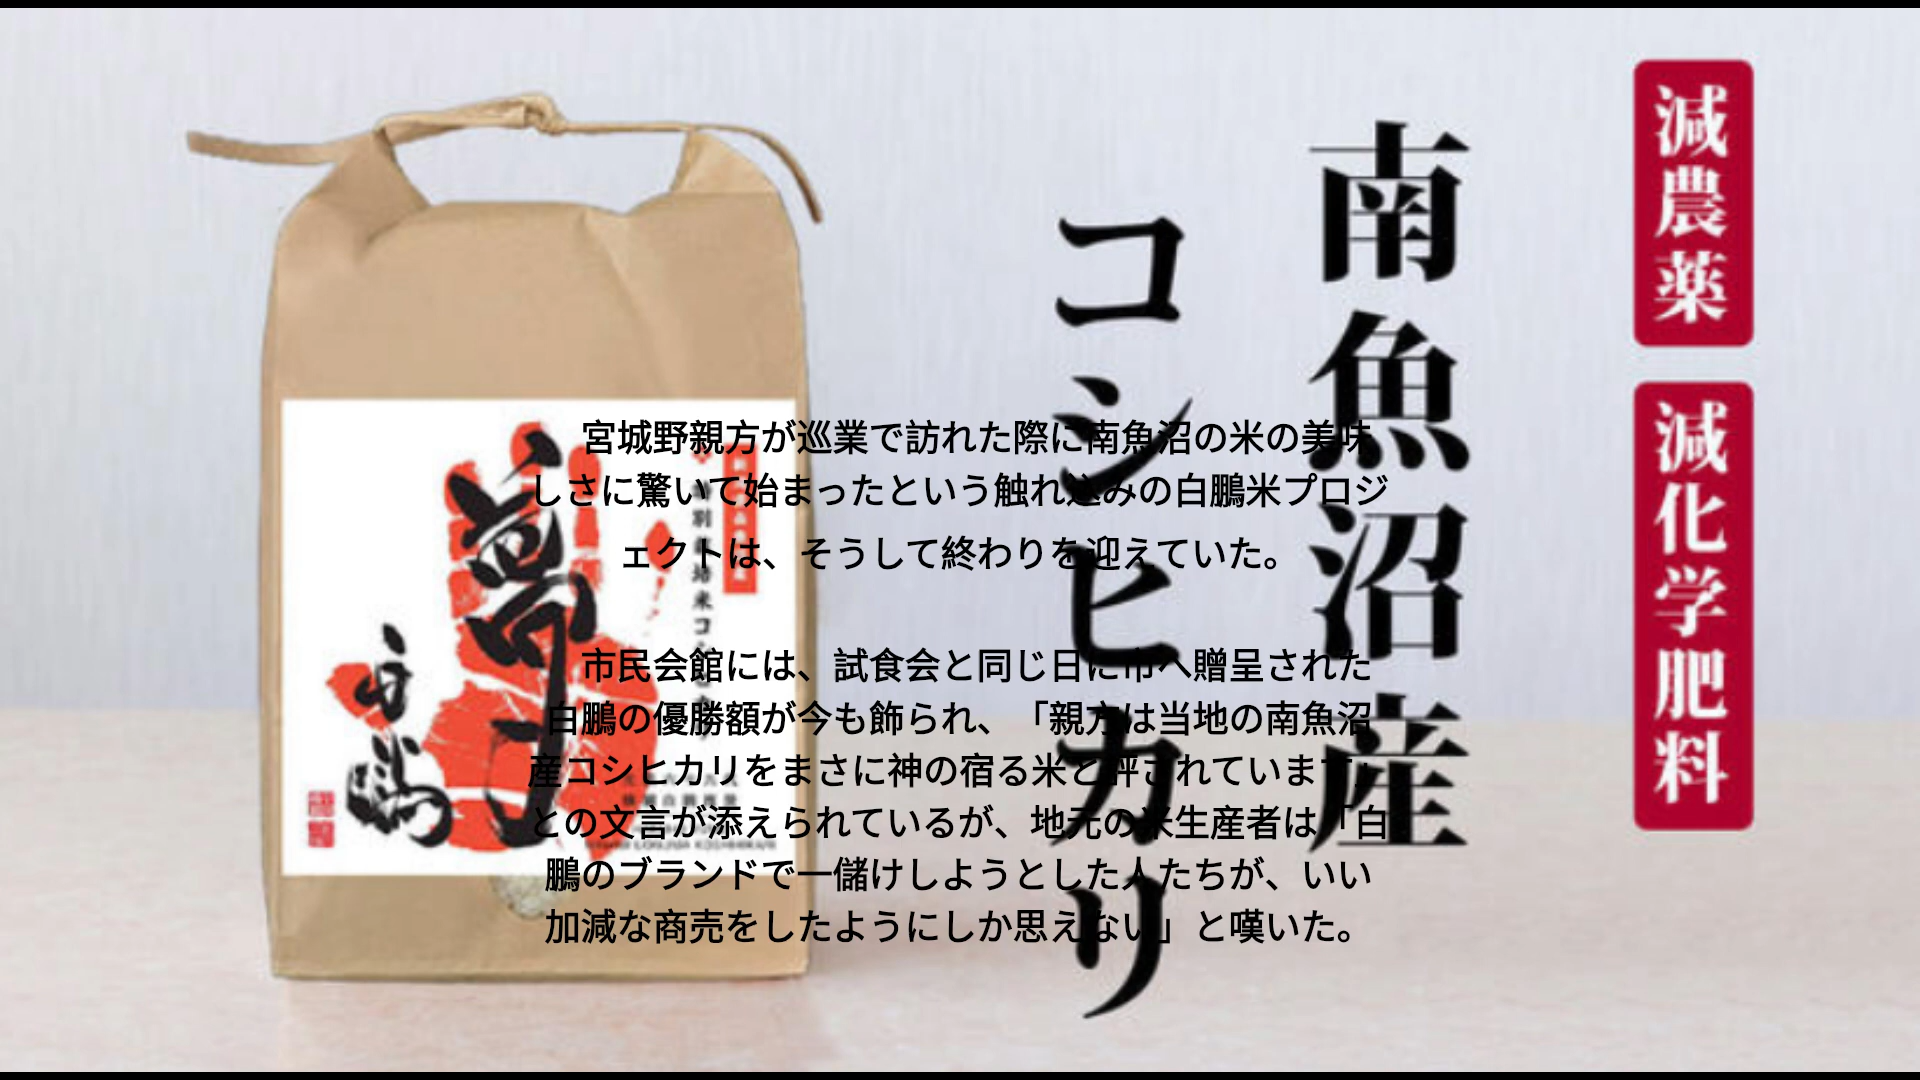 減農薬
減化学肥料
南魚沼産
コシヒカリ
夢
白鵬
宮城野親方が巡業で訪れた際に南魚沼の米の美味
しさに驚いて始まったという触れ込みの白鵬米プロジ
ェクトは、そうして終わりを迎えていた。
市民会館には、試食会と同じ日に市へ贈呈された
白鵬の優勝額が今も飾られ、「親方は当地の南魚沼
産コシヒカリをまさに神の宿る米と評されています」
との文言が添えられているが、地元の米生産者は「白
鵬のブランドで一儲けしようとした人たちが、いい
加減な商売をしたようにしか思えない」と嘆いた。